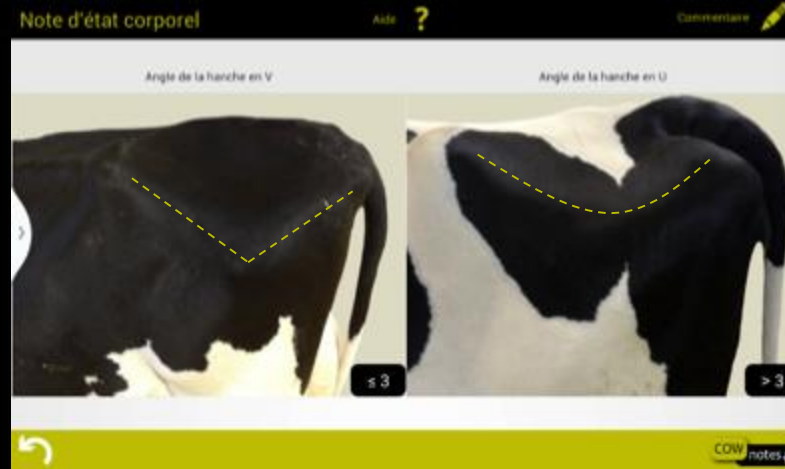 Note d'état corporel
Aide ?
Commentaire
Angle de la hanche en V
Angle de la hanche en U
≤ 3
> 3
COW notes